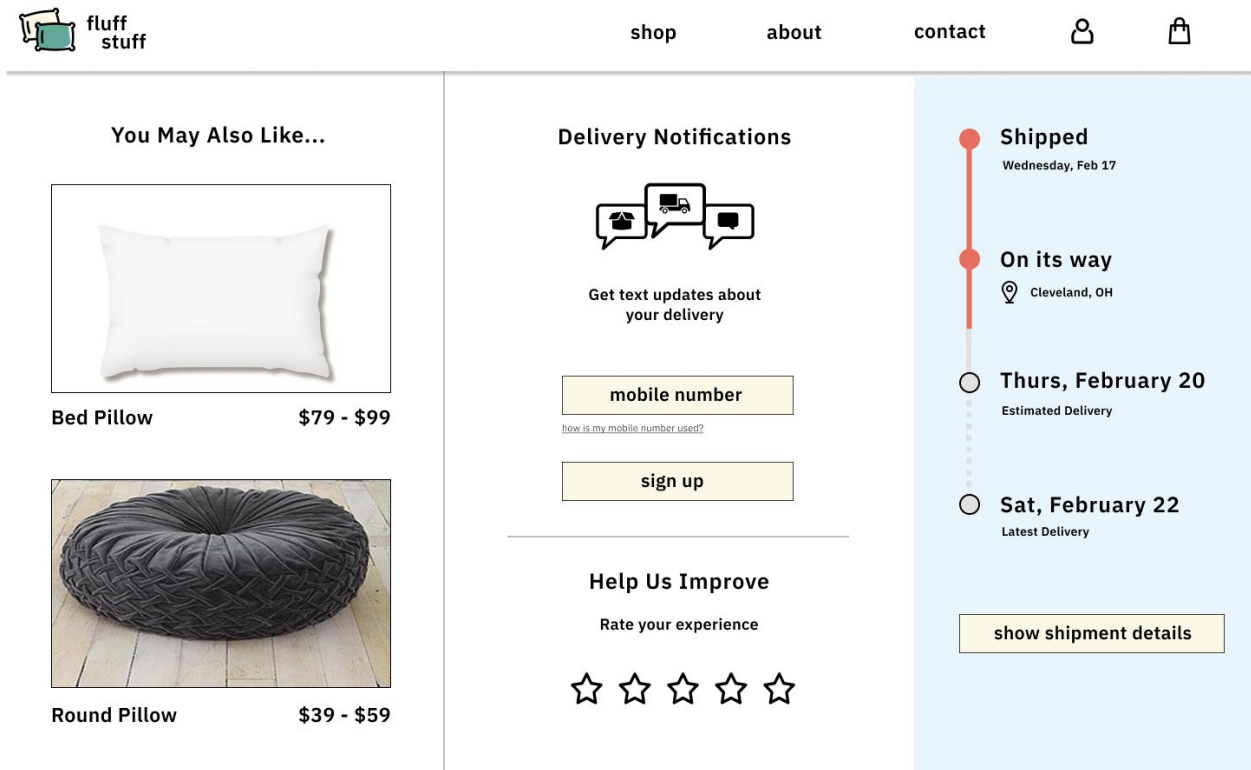 fluff
stuff
shop
about
contact
You May Also Like...
Bed Pillow
$79 - $99
Round Pillow
$39 - $59
Delivery Notifications
Get text updates about
your delivery
mobile number
how is my mobile number used?
sign up
Help Us Improve
Rate your experience
Shipped
Wednesday, Feb 17
On its way
Cleveland, OH
Thurs, February 20
Estimated Delivery
Sat, February 22
Latest Delivery
show shipment details